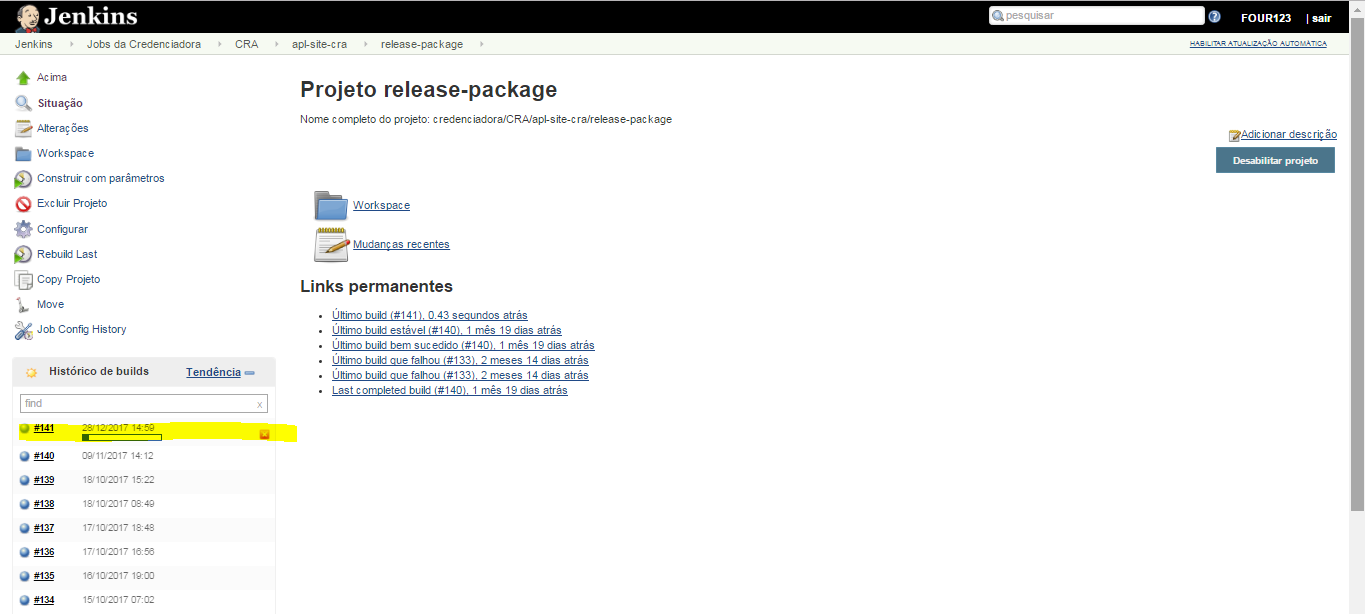 Jenkins
pesquisar
FOUR123 | sair
Jenkins Jobs da Credenciadora CRA apl-site-cra release-package
HABILITAR ATUALIZAÇÃO AUTOMÁTICA
Acima
Situação
Alterações
Workspace
Construir com parâmetros
Excluir Projeto
Configurar
Rebuild Last
Copy Projeto
Move
Job Config History
Histórico de builds Tendência
find x
#141 28/12/2017 14:59
#140 09/11/2017 14:12
#139 18/10/2017 15:22
#138 18/10/2017 08:49
#137 17/10/2017 18:48
#136 17/10/2017 16:56
#135 16/10/2017 19:00
#134 15/10/2017 07:02
Projeto release-package
Nome completo do projeto: credenciadora/CRA/apl-site-cra/release-package
Adicionar descrição
Desabilitar projeto
Workspace
Mudanças recentes
Links permanentes
Último build (#141), 0.43 segundos atrás
Último build estável (#140), 1 mês 19 dias atrás
Último build bem sucedido (#140), 1 mês 19 dias atrás
Último build que falhou (#133), 2 meses 14 dias atrás
Último build que falhou (#133), 2 meses 14 dias atrás
Last completed build (#140), 1 mês 19 dias atrás